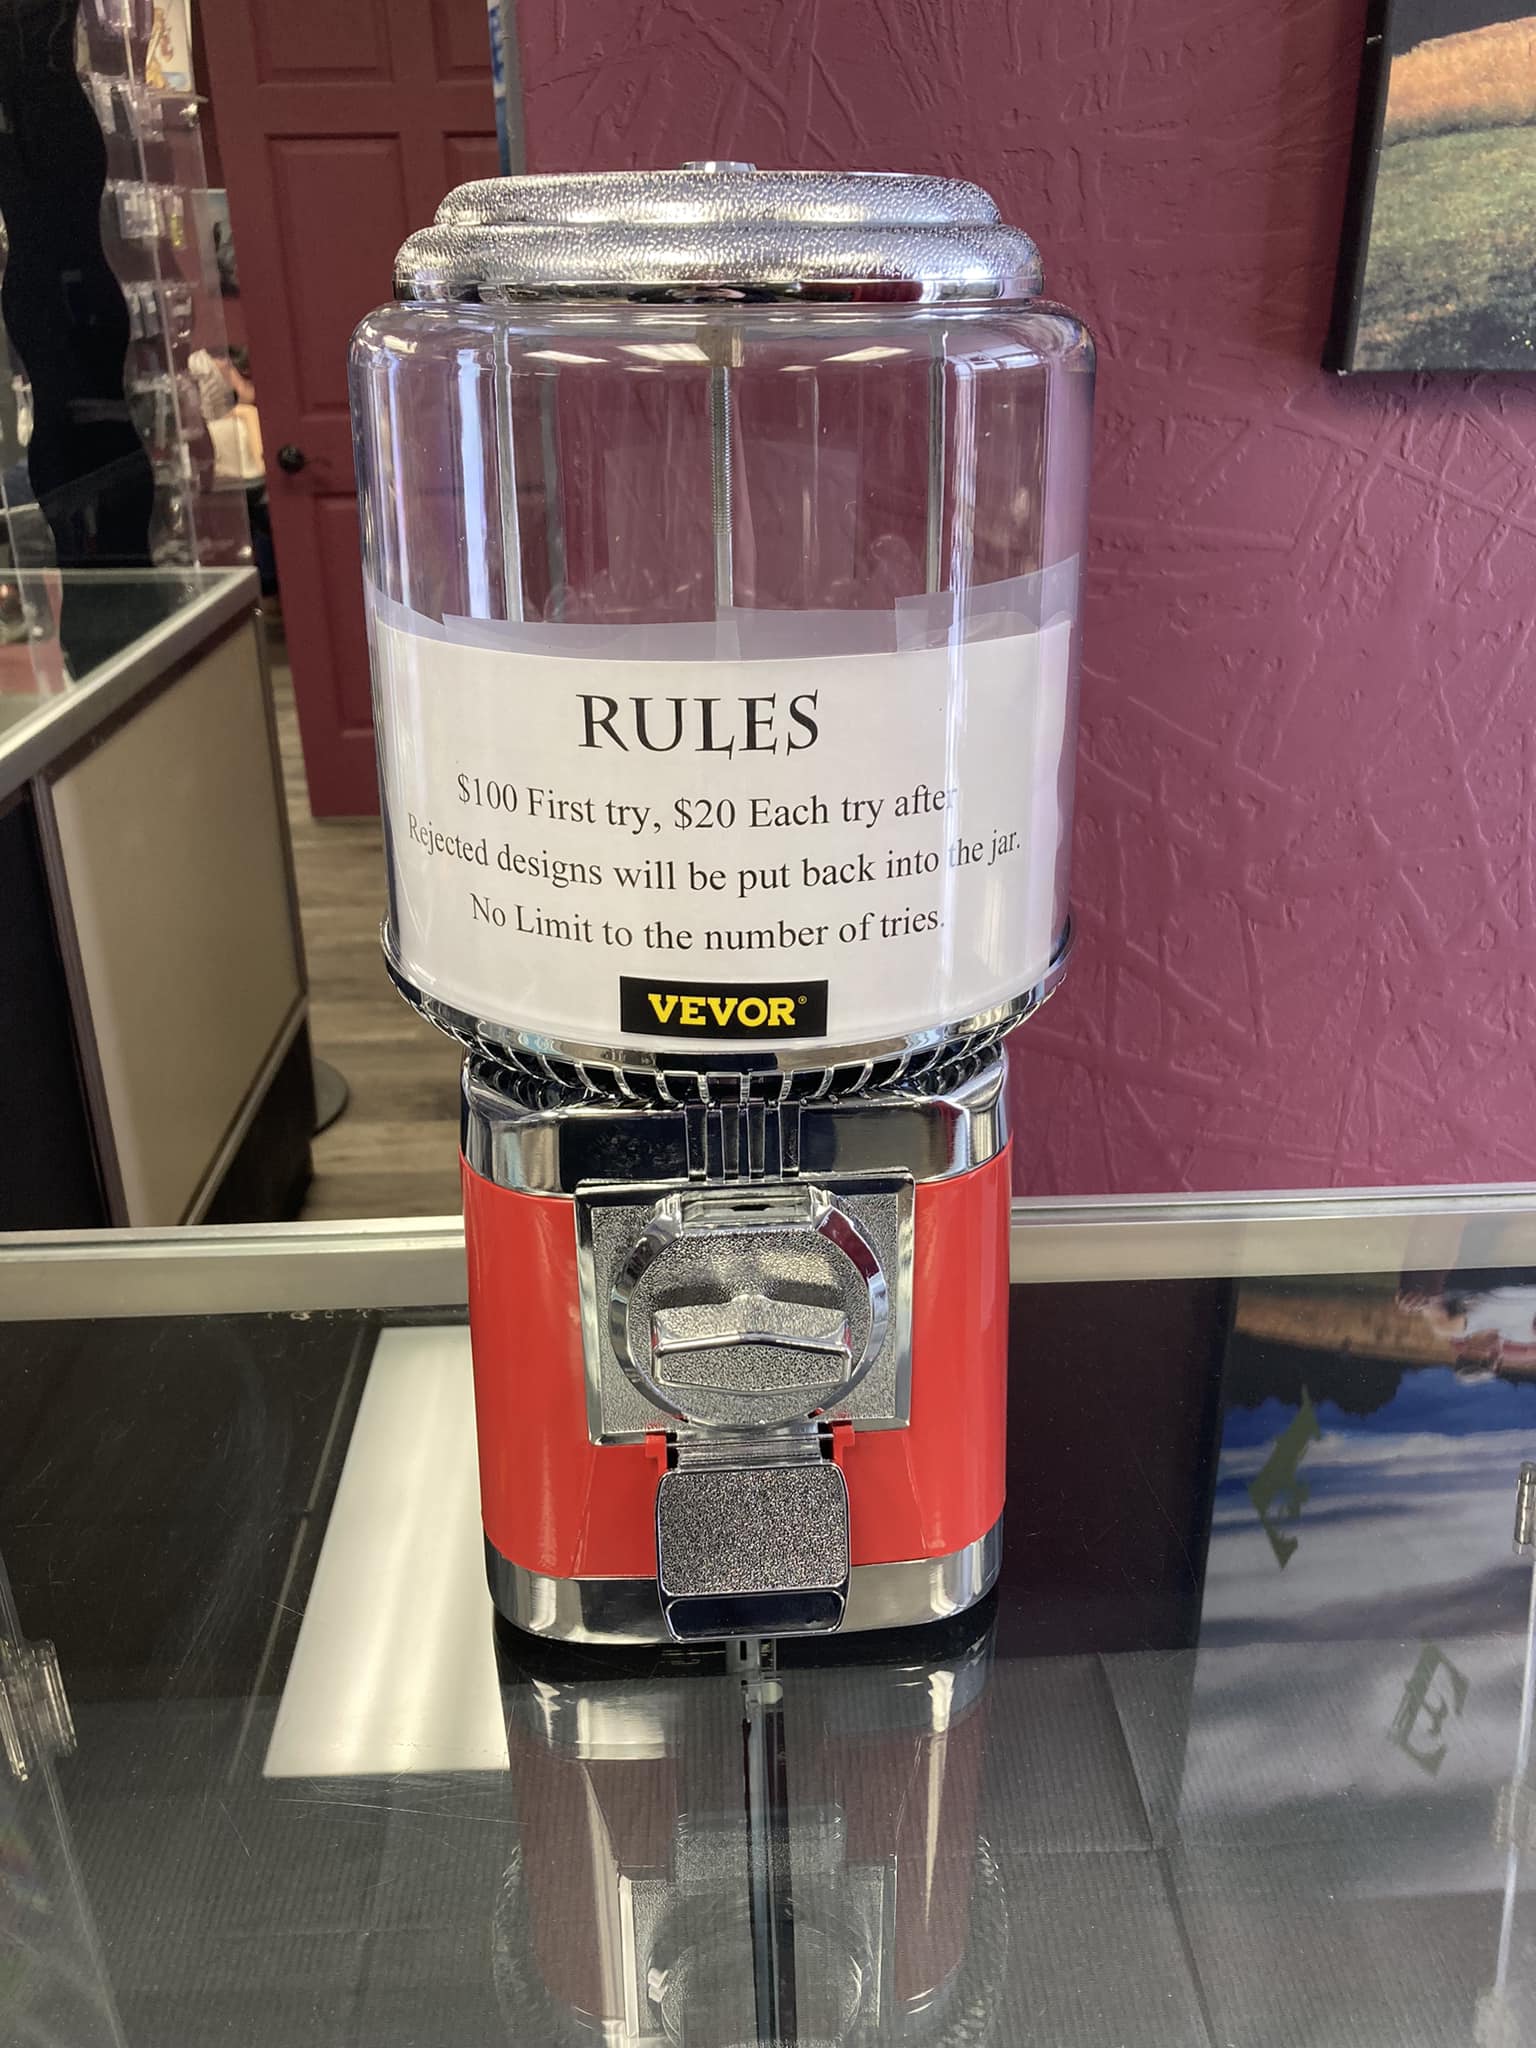 RULES
$100 First try, $20 Each try after
Rejected designs will be put back into the jar.
No Limit to the number of tries.
VEVOR®